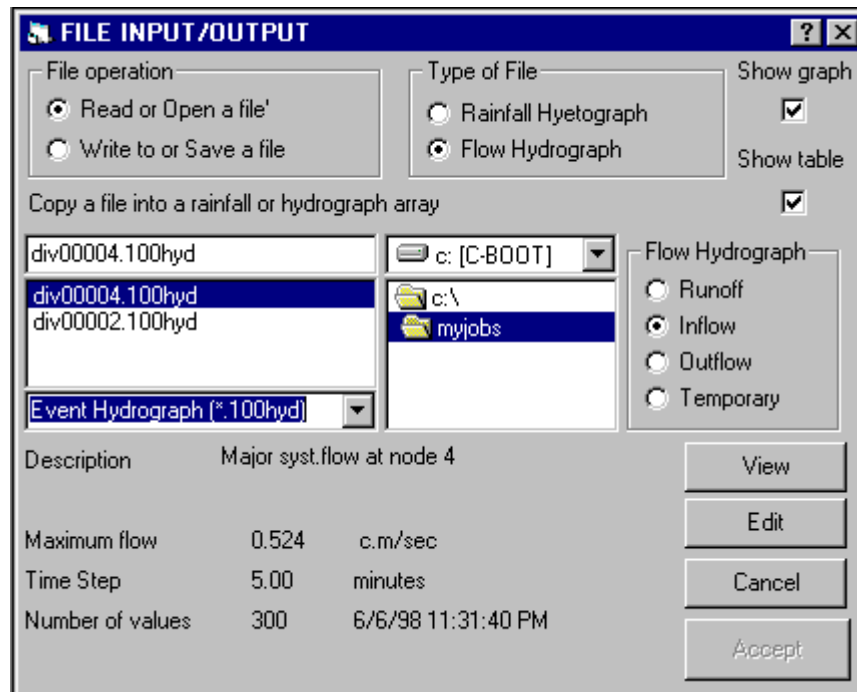 FILE INPUT/OUTPUT
File operation
Read or Open a file'
Write to or Save a file
Type of File
Rainfall Hyetograph
Flow Hydrograph
Show graph
Show table
Copy a file into a rainfall or hydrograph array
div00004.100hyd
div00004.100hyd
div00002.100hyd
Event Hydrograph (*.100hyd)
c: [C-BOOT]
c:\
myjobs
Flow Hydrograph
Runoff
Inflow
Outflow
Temporary
Description Major syst.flow at node 4
Maximum flow 0.524 c.m/sec
Time Step 5.00 minutes
Number of values 300 6/6/98 11:31:40 PM
View
Edit
Cancel
Accept